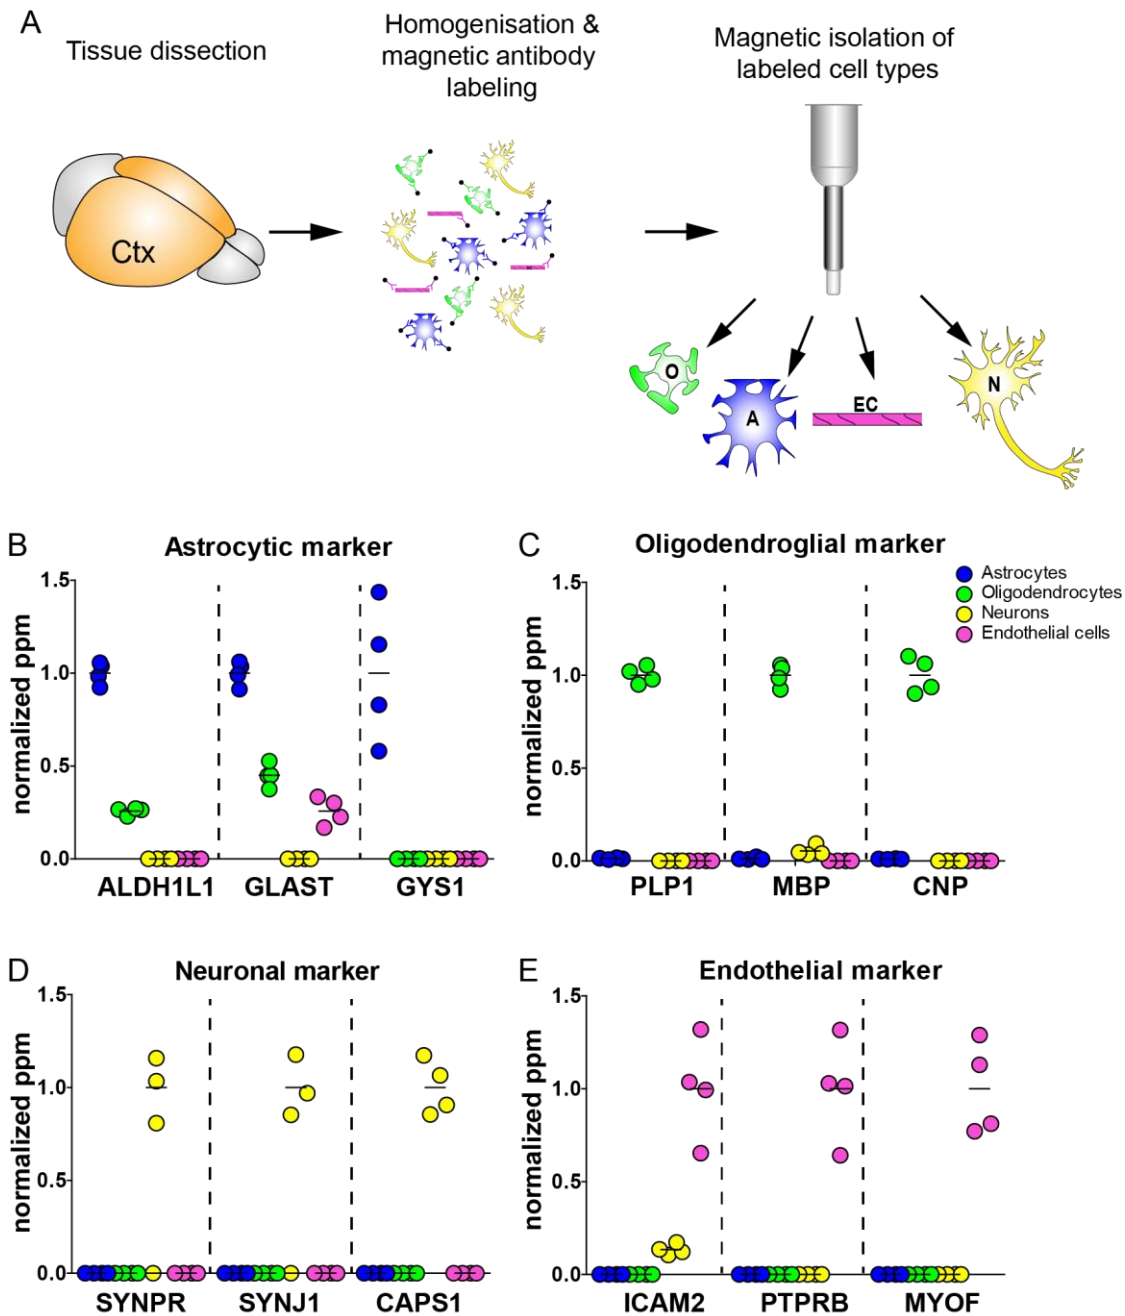 A
Tissue dissection
Homogenisation &
magnetic antibody
labeling
Magnetic isolation of
labeled cell types
Ctx
O
A
EC
N
B
Astrocytic marker
normalized ppm
1.5
1.0
0.5
0.0
ALDH1L1 GLAST GYS1
C
Oligodendroglial marker
Astrocytes
Oligodendrocytes
Neurons
Endothelial cells
normalized ppm
1.5
1.0
0.5
0.0
PLP1 MBP CNP
D
Neuronal marker
normalized ppm
1.5
1.0
0.5
0.0
SYNPR SYNJ1 CAPS1
E
Endothelial marker
normalized ppm
1.5
1.0
0.5
0.0
ICAM2 PTPRB MYOF